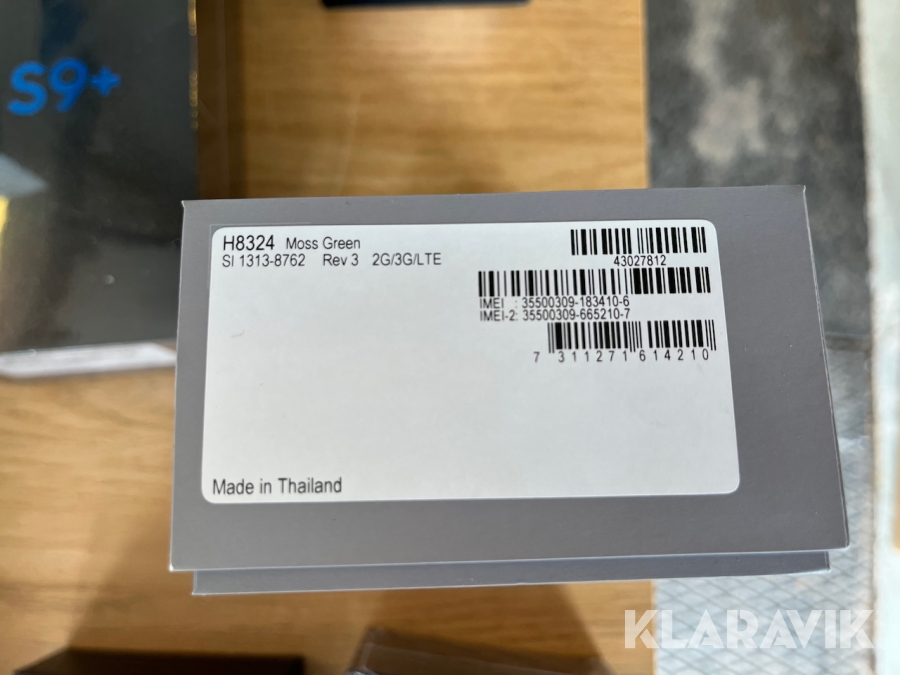 S9+
H8324 Moss Green
SI 1313-8762 Rev 3 2G/3G/LTE
43027812
IMEI : 35500309-183410-6
IMEI-2: 35500309-665210-7
7 311271 614210
Made in Thailand
KLARAVIK